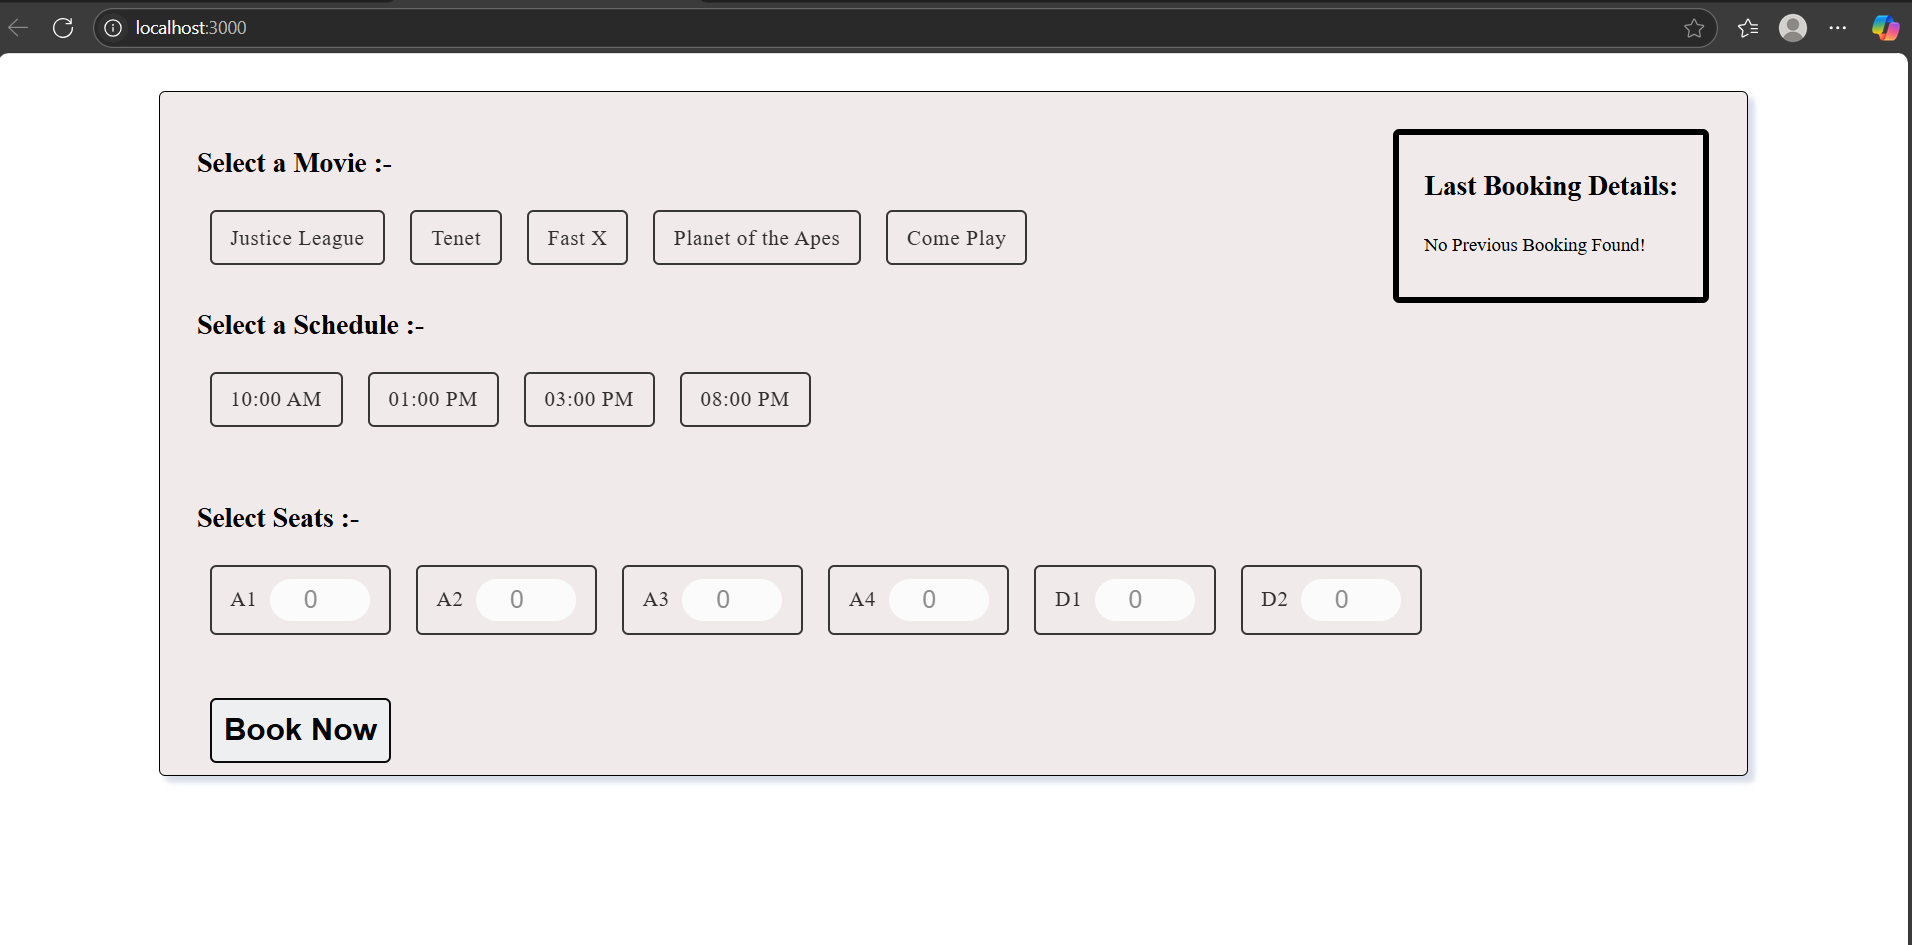 localhost:3000
Select a Movie :-
Justice League Tenet Fast X Planet of the Apes Come Play
Last Booking Details:
No Previous Booking Found!
Select a Schedule :-
10:00 AM 01:00 PM 03:00 PM 08:00 PM
Select Seats :-
A1 0 A2 0 A3 0 A4 0 D1 0 D2 0
Book Now